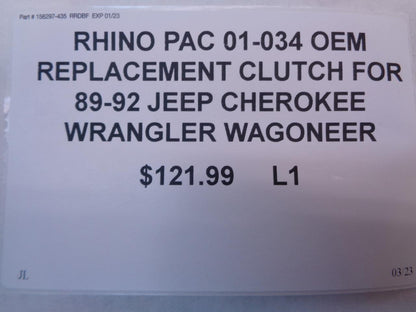 Part # 156297-435 RRDBF EXP 01/23
RHINO PAC 01-034 OEM
REPLACEMENT CLUTCH FOR
89-92 JEEP CHEROKEE
WRANGLER WAGONEER
$121.99 L1
JL 03/23